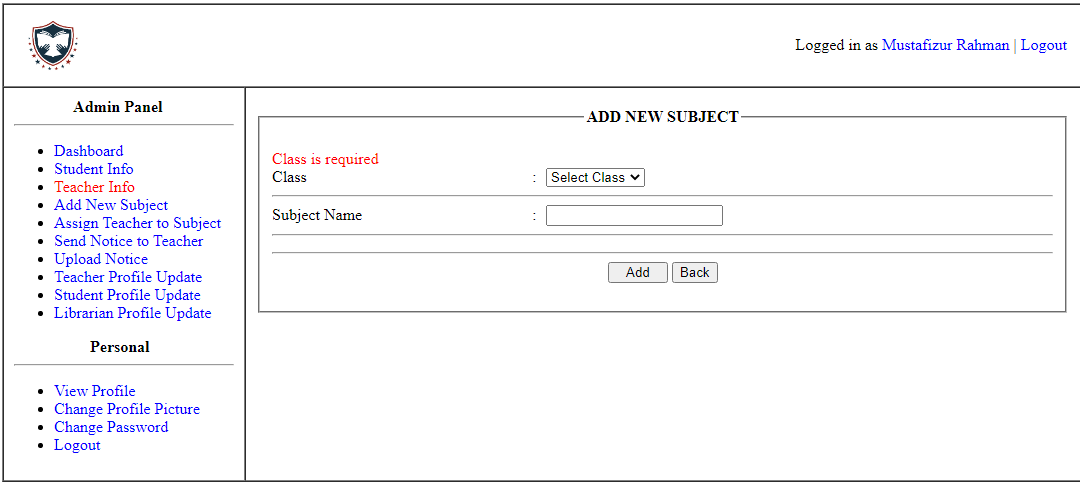 Logged in as Mustafizur Rahman | Logout
Admin Panel
Dashboard
Student Info
Teacher Info
Add New Subject
Assign Teacher to Subject
Send Notice to Teacher
Upload Notice
Teacher Profile Update
Student Profile Update
Librarian Profile Update
Personal
View Profile
Change Profile Picture
Change Password
Logout
ADD NEW SUBJECT
Class is required
Class : Select Class
Subject Name :
Add Back